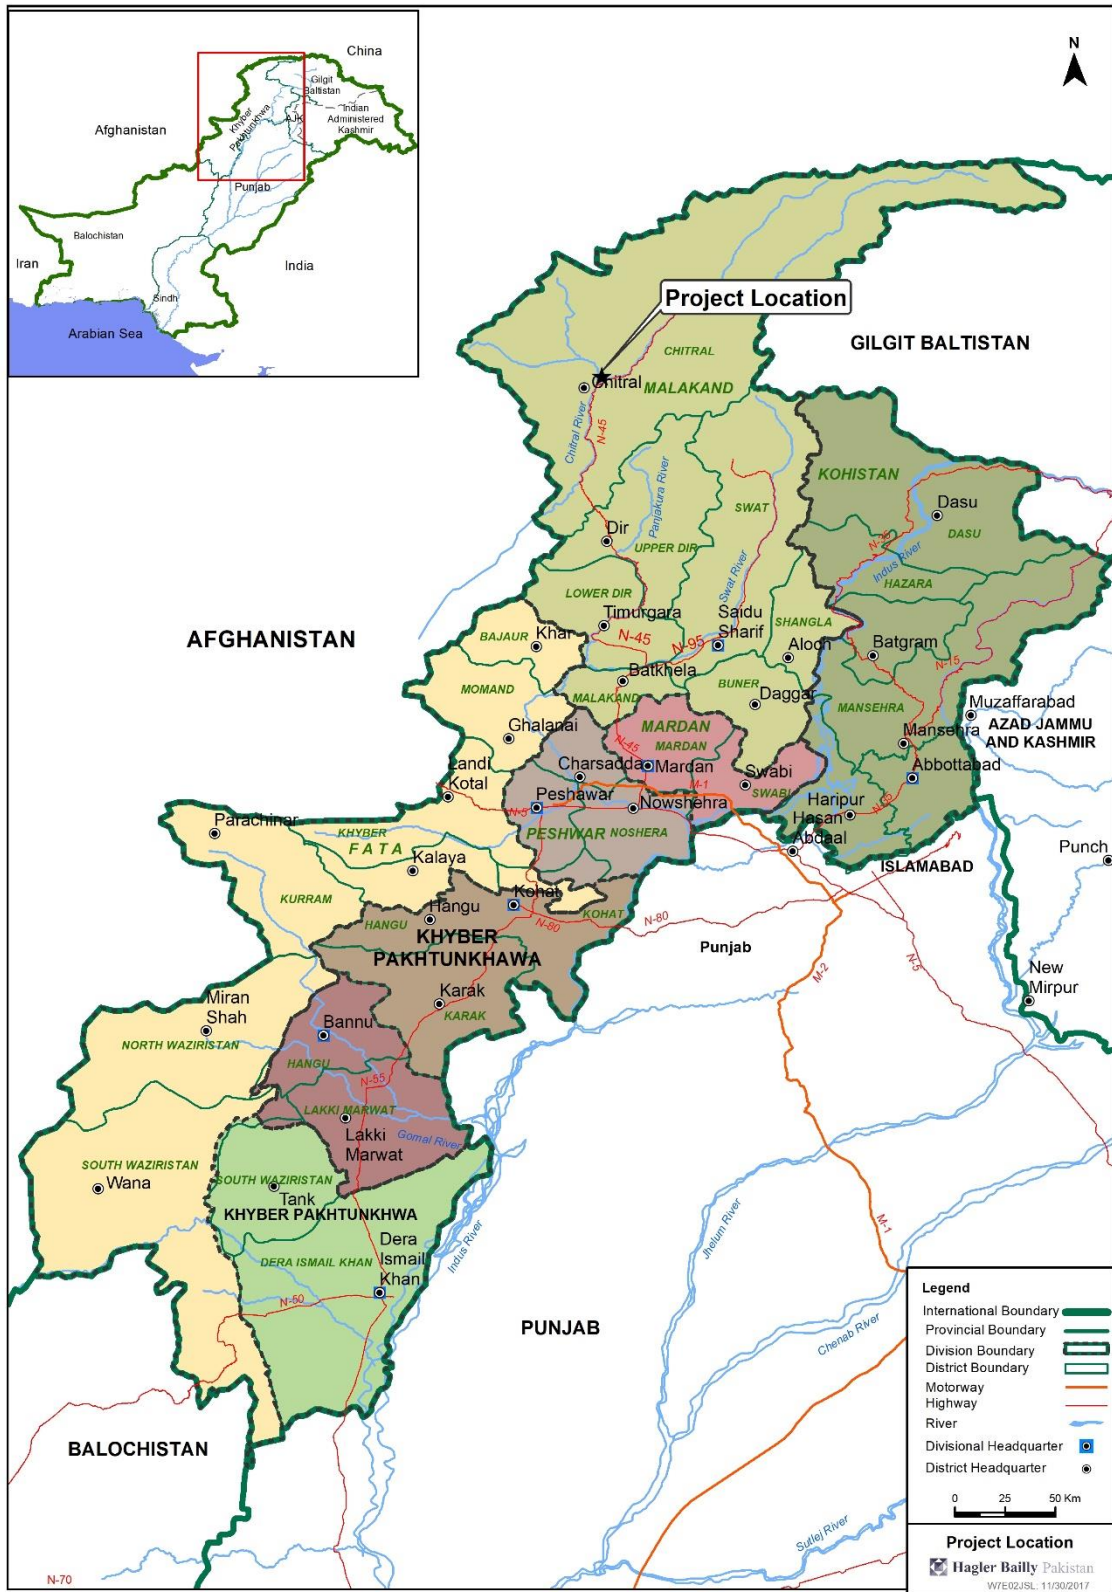 China
Gilgit
Baltistan
Khyber
Pakhtunkhwa
AJK
Indian
Administered
Kashmir
Afghanistan
Punjab
Balochistan
Iran
India
Sindh
Arabian Sea
N
Project Location
GILGIT BALTISTAN
CHITRAL
MALAKAND
Chitral
Chitral River
N-45
Panjakura River
KOHISTAN
SWAT
Dasu
DASU
Dir
UPPER DIR
N-35
Indus River
HAZARA
Swat River
LOWER DIR
Timurgara
Saidu
Sharif
SHANGLA
AFGHANISTAN
BAJAUR
Khar
N-45
N-95
Aloch
Batgram
N-15
Batkhela
MOMAND
MALAKAND
BUNER
Daggar
MANSEHRA
Muzaffarabad
AZAD JAMMU
AND KASHMIR
Ghalanai
MARDAN
MARDAN
N-45
Mansehra
Landi
Kotal
Charsadda
Mardan
M-1
Swabi
SWABI
Abbottabad
Peshawar
N-5
Nowshehra
Haripur
N-35
Hasan
Abdaal
Parachinar
KHYBER
FATA
PESHWAR
NOSHERA
ISLAMABAD
Punch
Kalaya
KURRAM
Kohat
KOHAT
Hangu
HANGU
N-80
N-80
KHYBER
PAKHTUNKHAWA
Punjab
N-5
M-2
New
Mirpur
Miran
Shah
Karak
KARAK
NORTH WAZIRISTAN
Bannu
HANGU
N-55
LAKKI MARWAT
Lakki
Marwat
Gomal River
SOUTH WAZIRISTAN
Wana
SOUTH WAZIRISTAN
Tank
KHYBER PAKHTUNKHWA
Dera
Ismail
Khan
DERA ISMAIL KHAN
Indus River
Jhelum River
M-1
N-50
PUNJAB
Chenab River
BALOCHISTAN
Sutlej River
N-70
Legend
International Boundary
Provincial Boundary
Division Boundary
District Boundary
Motorway
Highway
River
Divisional Headquarter
District Headquarter
0 25 50 Km
Project Location
Hagler Bailly Pakistan
W7E02JSL: 11/30/2017